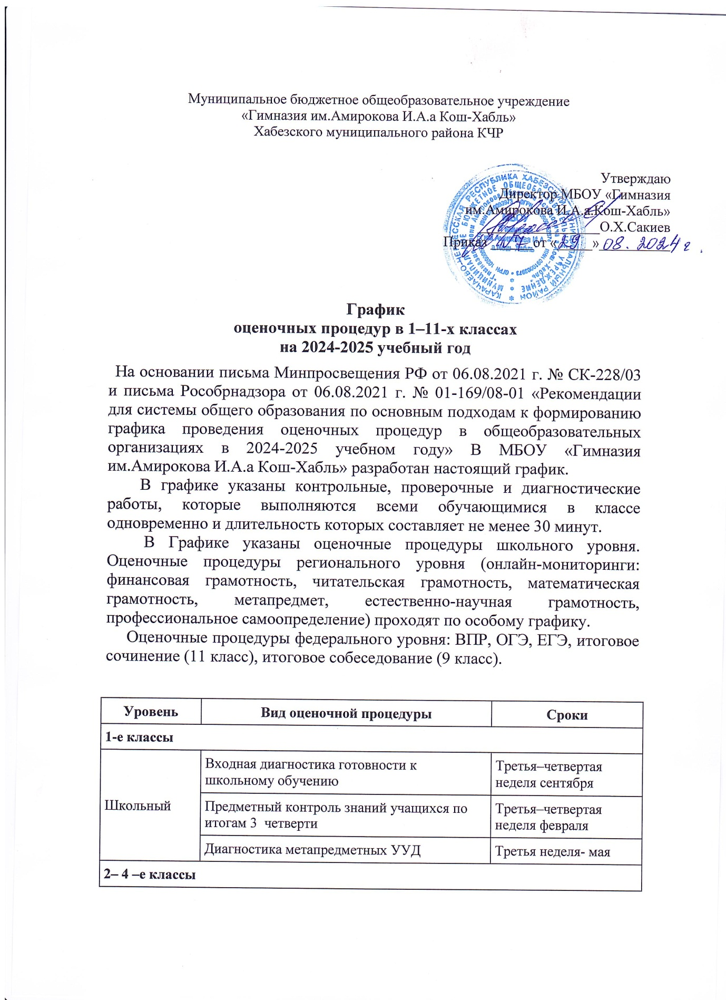 Муниципальное бюджетное общеобразовательное учреждение
«Гимназия им.Амирокова И.А.а Кош-Хабль»
Хабезского муниципального района КЧР
Утверждаю
Директор МБОУ «Гимназия
им.Амирокова И.А.а.Кош-Хабль»
О.Х.Сакиев
Приказ от «29» 08. 2024 г.
График
оценочных процедур в 1–11-х классах
на 2024-2025 учебный год
На основании письма Минпросвещения РФ от 06.08.2021 г. № СК-228/03
и письма Рособрнадзора от 06.08.2021 г. № 01-169/08-01 «Рекомендации
для системы общего образования по основным подходам к формированию
графика проведения оценочных процедур в общеобразовательных
организациях в 2024-2025 учебном году» В МБОУ «Гимназия
им.Амирокова И.А.а Кош-Хабль» разработан настоящий график.
В графике указаны контрольные, проверочные и диагностические
работы, которые выполняются всеми обучающимися в классе
одновременно и длительность которых составляет не менее 30 минут.
В Графике указаны оценочные процедуры школьного уровня.
Оценочные процедуры регионального уровня (онлайн-мониторинги:
финансовая грамотность, читательская грамотность, математическая
грамотность, метапредмет, естественно-научная грамотность,
профессиональное самоопределение) проходят по особому графику.
Оценочные процедуры федерального уровня: ВПР, ОГЭ, ЕГЭ, итоговое
сочинение (11 класс), итоговое собеседование (9 класс).
Уровень Вид оценочной процедуры Сроки
1-е классы
Школьный
Входная диагностика готовности к
школьному обучению
Третья–четвертая
неделя сентября
Предметный контроль знаний учащихся по
итогам 3 четверти
Третья–четвертая
неделя февраля
Диагностика метапредметных УУД
Третья неделя- мая
2– 4 –е классы